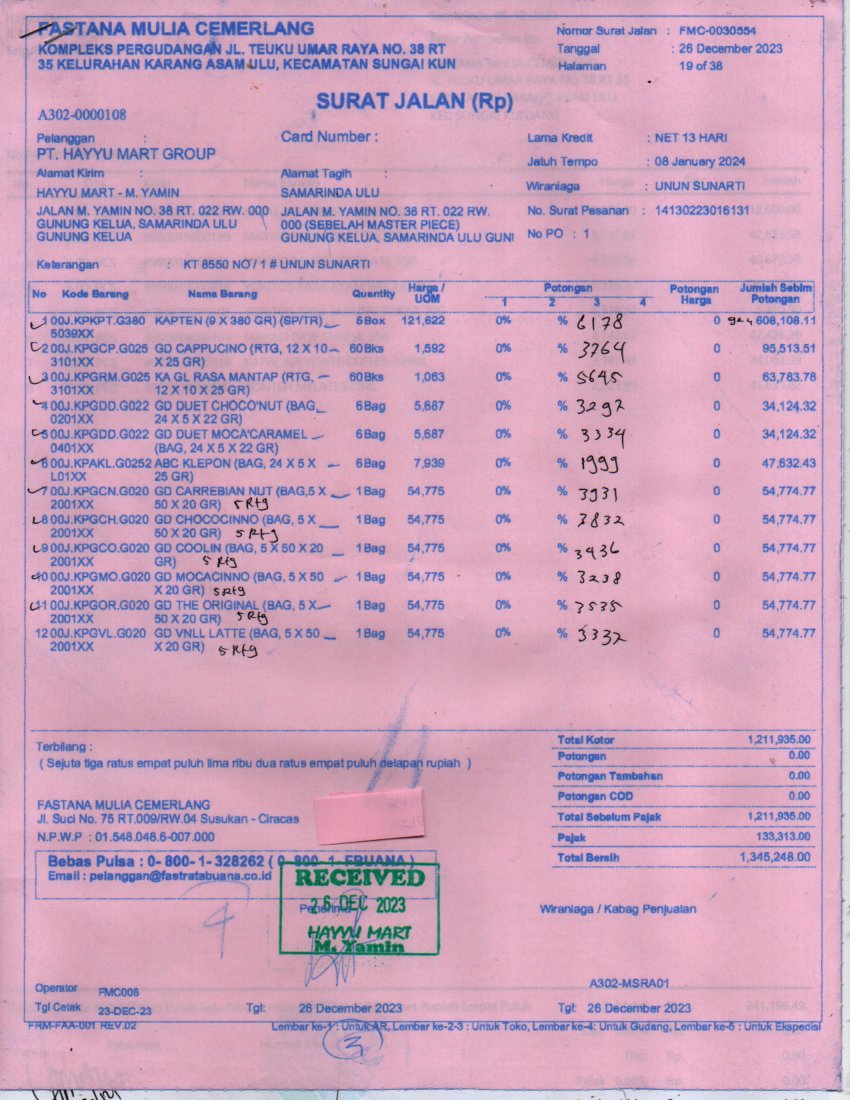 FASTANA MULIA CEMERLANG
KOMPLEKS PERGUDANGAN JL. TEUKU UMAR RAYA NO. 38 RT
35 KELURAHAN KARANG ASAM ULU, KECAMATAN SUNGAI KUN
Nomor Surat Jalan : FMC-0030554
Tanggal : 26 December 2023
Halaman 19 of 38
SURAT JALAN (Rp)
A302-0000108
Pelanggan :
PT. HAYYU MART GROUP
Card Number :
Lama Kredit : NET 13 HARI
Jatuh Tempo : 08 January 2024
Alamat Kirim :
HAYYU MART - M. YAMIN
JALAN M. YAMIN NO. 38 RT. 022 RW. 000
GUNUNG KELUA, SAMARINDA ULU
GUNUNG KELUA
Alamat Tagih :
SAMARINDA ULU
JALAN M. YAMIN NO. 38 RT. 022 RW.
000 (SEBELAH MASTER PIECE)
GUNUNG KELUA, SAMARINDA ULU GUNI
Wiraniaga : UNUN SUNARTI
No. Surat Pesanan : 14130223016131
No PO : 1
Keterangan : KT 8550 NO / 1 # UNUN SUNARTI
No Kode Barang Nama Barang Quantity Harga / UOM Potongan 1 2 3 4 Potongan Harga Jumlah Seblm Potongan
1 00J.KPKPT.G380 KAPTEN (9 X 380 GR) (SP/TR) 5 Box 121,622 0% % 6178 0 608,108.11
5039XX
2 00J.KPGCP.G025 GD CAPPUCINO (RTG, 12 X 10 60 Bks 1,592 0% % 3764 0 95,513.51
3101XX X 25 GR)
3 00J.KPGRM.G025 KA GL RASA MANTAP (RTG, 60 Bks 1,063 0% % 5645 0 63,783.78
3101XX 12 X 10 X 25 GR)
4 00J.KPGDD.G022 GD DUET CHOCO'NUT (BAG, 6 Bag 5,687 0% % 3297 0 34,124.32
0201XX 24 X 5 X 22 GR)
5 00J.KPGDD.G022 GD DUET MOCA'CARAMEL 6 Bag 5,687 0% % 3334 0 34,124.32
0401XX (BAG, 24 X 5 X 22 GR)
6 00J.KPAKL.G0252 ABC KLEPON (BAG, 24 X 5 X 6 Bag 7,939 0% % 1999 0 47,632.43
L01XX 25 GR)
7 00J.KPGCN.G020 GD CARREBIAN NUT (BAG,5 X 1 Bag 54,775 0% % 3931 0 54,774.77
2001XX 50 X 20 GR) 5 Rtg
8 00J.KPGCH.G020 GD CHOCOCINNO (BAG, 5 X 1 Bag 54,775 0% % 3832 0 54,774.77
2001XX 50 X 20 GR) 5 Rtg
9 00J.KPGCO.G020 GD COOLIN (BAG, 5 X 50 X 20 1 Bag 54,775 0% % 3436 0 54,774.77
2001XX GR) 5 Rtg
10 00J.KPGMO.G020 GD MOCACINNO (BAG, 5 X 50 1 Bag 54,775 0% % 3238 0 54,774.77
2001XX X 20 GR) 5 Rtg
11 00J.KPGOR.G020 GD THE ORIGINAL (BAG, 5 X 1 Bag 54,775 0% % 3535 0 54,774.77
2001XX 50 X 20 GR) 5 Rtg
12 00J.KPGVL.G020 GD VNLL LATTE (BAG, 5 X 50 1 Bag 54,775 0% % 3332 0 54,774.77
2001XX X 20 GR) 5 Rtg
Terbilang :
( Sejuta tiga ratus empat puluh lima ribu dua ratus empat puluh delapan rupiah )
Total Kotor 1,211,935.00
Potongan 0.00
Potongan Tambahan 0.00
Potongan COD 0.00
Total Sebelum Pajak 1,211,935.00
Pajak 133,313.00
Total Bersih 1,345,248.00
FASTANA MULIA CEMERLANG
Jl. Suci No. 75 RT.009/RW.04 Susukan - Ciracas
N.P.W.P : 01.548.048.6-007.000
Bebas Pulsa : 0- 800- 1- 328262 ( 0- 800- 1- FBUANA )
Email : pelanggan@fastratabuana.co.id
RECEIVED
26 DEC 2023
HAYYU MART
M. Yamin
Penerima
Wiraniaga / Kabag Penjualan
Operator FMC008
A302-MSRA01
Tgl Cetak 23-DEC-23
Tgl: 26 December 2023
Tgl: 26 December 2023
FRM-FAA-001 REV.02
Lembar ke-1 : Untuk AR, Lembar ke-2-3 : Untuk Toko, Lembar ke-4: Untuk Gudang, Lembar ke-5 : Untuk Ekspedisi
3